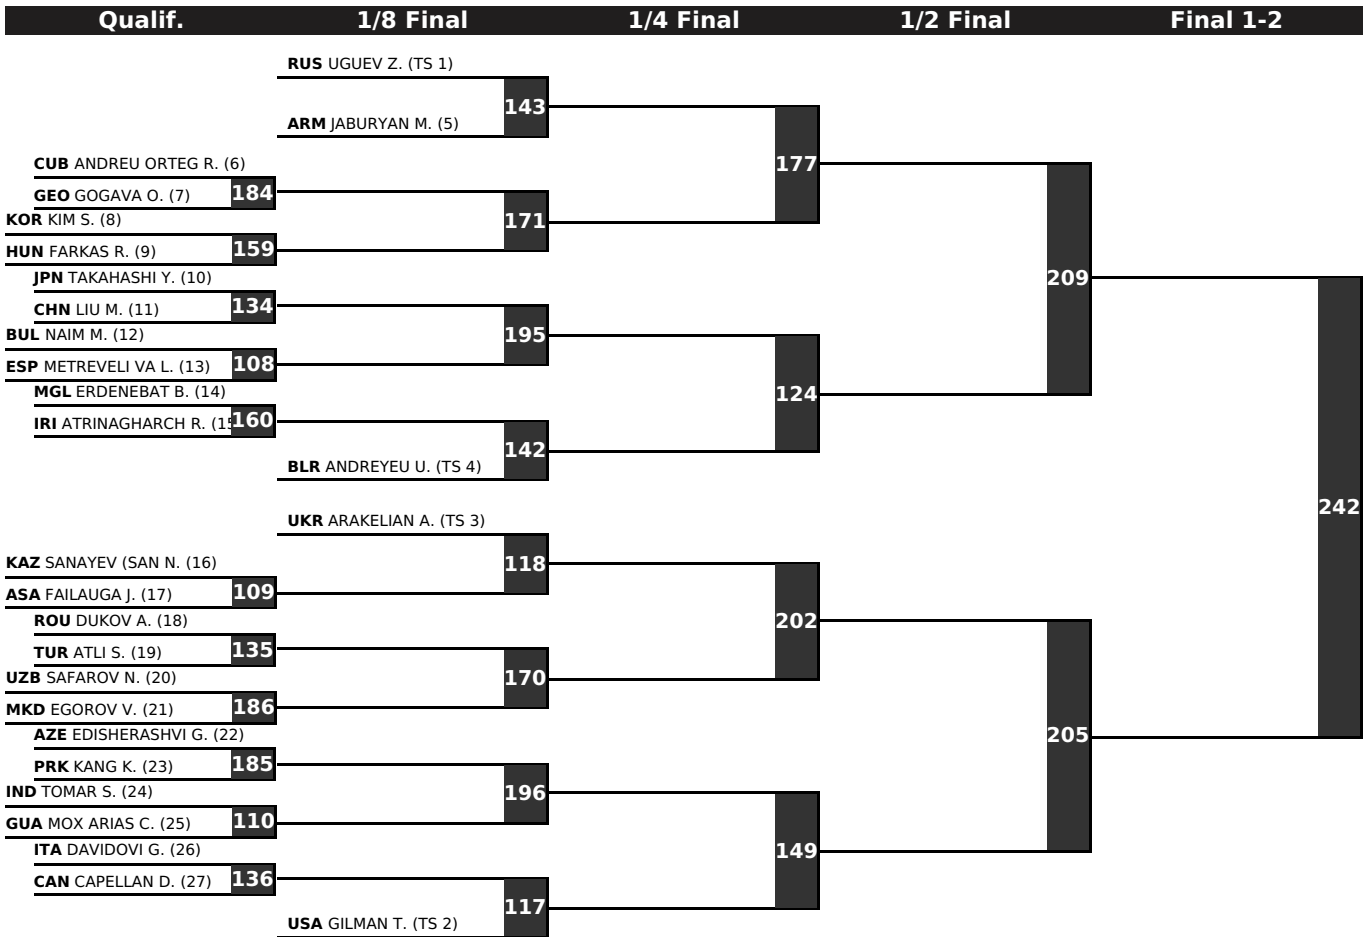 Qualif. 1/8 Final 1/4 Final 1/2 Final Final 1-2
RUS UGUEV Z. (TS 1)
143
ARM JABURYAN M. (5)
CUB ANDREU ORTEG R. (6)
177
GEO GOGAVA O. (7) 184
KOR KIM S. (8)
171
HUN FARKAS R. (9) 159
JPN TAKAHASHI Y. (10)
209
CHN LIU M. (11) 134
BUL NAIM M. (12)
195
ESP METREVELI VA L. (13) 108
MGL ERDENEBAT B. (14)
124
IRI ATRINAGHARCH R. (15 160
142
BLR ANDREYEU U. (TS 4)
242
UKR ARAKELIAN A. (TS 3)
KAZ SANAYEV (SAN N. (16)
118
ASA FAILAUGA J. (17) 109
ROU DUKOV A. (18)
202
TUR ATLI S. (19) 135
UZB SAFAROV N. (20)
170
MKD EGOROV V. (21) 186
AZE EDISHERASHVI G. (22)
205
PRK KANG K. (23) 185
IND TOMAR S. (24)
196
GUA MOX ARIAS C. (25) 110
ITA DAVIDOVI G. (26)
149
CAN CAPELLAN D. (27) 136
117
USA GILMAN T. (TS 2)